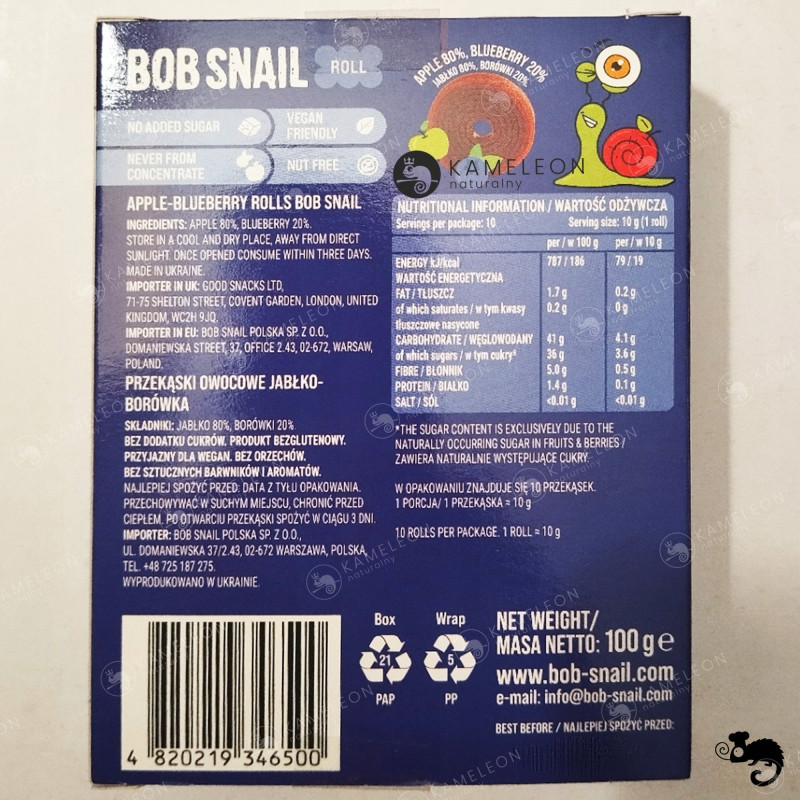 BOB SNAIL
ROLL
APPLE 80%, BLUEBERRY 20%
JABŁKO 80%, BORÓWKI 20%
NO ADDED SUGAR
VEGAN
FRIENDLY
NEVER FROM
CONCENTRATE
NUT FREE
KAMELEON
naturalny
APPLE-BLUEBERRY ROLLS BOB SNAIL
INGREDIENTS: APPLE 80%, BLUEBERRY 20%.
STORE IN A COOL AND DRY PLACE, AWAY FROM DIRECT
SUNLIGHT. ONCE OPENED CONSUME WITHIN THREE DAYS.
MADE IN UKRAINE.
IMPORTER IN UK: GOOD SNACKS LTD,
71-75 SHELTON STREET, COVENT GARDEN, LONDON, UNITED
KINGDOM, WC2H 9JQ.
IMPORTER IN EU: BOB SNAIL POLSKA SP. Z O.O.,
DOMANIEWSKA STREET, 37, OFFICE 2.43, 02-672, WARSAW,
POLAND.
PRZEKĄSKI OWOCOWE JABŁKO-
BORÓWKA
SKŁADNIKI: JABŁKO 80%, BORÓWKI 20%.
BEZ DODATKU CUKRÓW. PRODUKT BEZGLUTENOWY.
PRZYJAZNY DLA WEGAN. BEZ ORZECHÓW.
BEZ SZTUCZNYCH BARWNIKÓW I AROMATÓW.
NAJLEPIEJ SPOŻYĆ PRZED: DATA Z TYŁU OPAKOWANIA.
PRZECHOWYWAĆ W SUCHYM MIEJSCU, CHRONIĆ PRZED
CIEPŁEM. PO OTWARCIU PRZEKĄSKI SPOŻYĆ W CIĄGU 3 DNI.
IMPORTER: BOB SNAIL POLSKA SP. Z O.O.,
UL. DOMANIEWSKA 37/2.43, 02-672 WARSZAWA, POLSKA,
TEL. +48 725 187 275.
WYPRODUKOWANO W UKRAINIE.
NUTRITIONAL INFORMATION / WARTOŚĆ ODŻYWCZA
Servings per package: 10 Serving size: 10 g (1 roll)
per / w 100 g per / w 10 g
ENERGY kJ/kcal 787 / 186 79 / 19
WARTOŚĆ ENERGETYCZNA
FAT / TŁUSZCZ 1.7 g 0.2 g
of which saturates / w tym kwasy 0.2 g 0 g
tłuszczowe nasycone
CARBOHYDRATE / WĘGLOWODANY 41 g 4.1 g
of which sugars / w tym cukry* 36 g 3.6 g
FIBRE / BŁONNIK 5.0 g 0.5 g
PROTEIN / BIAŁKO 1.4 g 0.1 g
SALT / SÓL <0.01 g <0.01 g
*THE SUGAR CONTENT IS EXCLUSIVELY DUE TO THE
NATURALLY OCCURRING SUGAR IN FRUITS & BERRIES /
ZAWIERA NATURALNIE WYSTĘPUJĄCE CUKRY.
W OPAKOWANIU ZNAJDUJE SIĘ 10 PRZEKĄSEK.
1 PORCJA/ 1 PRZEKĄSKA = 10 g
10 ROLLS PER PACKAGE. 1 ROLL = 10 g
4 820219 346500
Box
21
PAP
Wrap
5
PP
NET WEIGHT/
MASA NETTO: 100 g e
www.bob-snail.com
e-mail: info@bob-snail.com
BEST BEFORE / NAJLEPIEJ SPOŻYĆ PRZED: